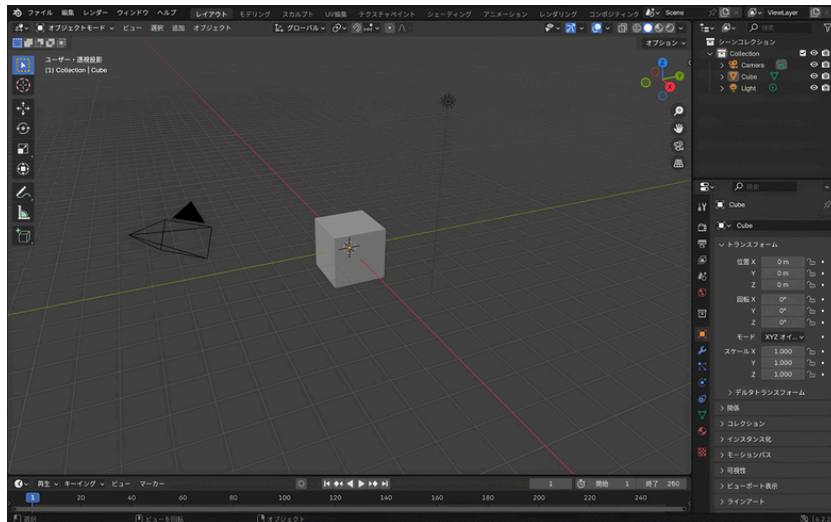 ファイル 編集 レンダー ウィンドウ ヘルプ レイアウト モデリング スカルプト UV編集 テクスチャペイント シェーディング アニメーション レンダリング コンポジティング Scene ViewLayer
オブジェクトモード ビュー 選択 追加 オブジェクト グローバル
オプション
ユーザー・透視投影
(1) Collection | Cube
Z
Y
X
検索
シーンコレクション
Collection
Camera
Cube
Light
検索
Cube
Cube
トランスフォーム
位置 X 0 m
Y 0 m
Z 0 m
回転 X 0°
Y 0°
Z 0°
モード XYZ オイ...
スケール X 1.000
Y 1.000
Z 1.000
デルタトランスフォーム
関係
コレクション
インスタンス化
モーションパス
可視性
ビューポート表示
ラインアート
再生 キーイング ビュー マーカー 1 開始 1 終了 250
1 20 40 60 80 100 120 140 160 180 200 220 240
選択 ビューを回転 オブジェクト